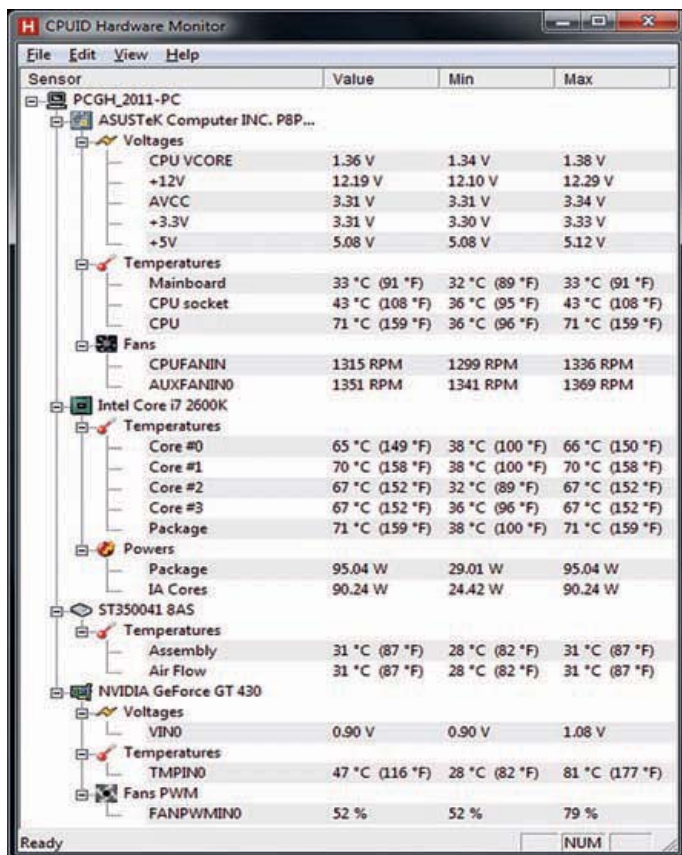 CPUID Hardware Monitor
File Edit View Help
Sensor Value Min Max
PCGH_2011-PC
ASUSTeK Computer INC. P8P...
Voltages
CPU VCORE 1.36 V 1.34 V 1.38 V
+12V 12.19 V 12.10 V 12.29 V
AVCC 3.31 V 3.31 V 3.34 V
+3.3V 3.31 V 3.30 V 3.33 V
+5V 5.08 V 5.08 V 5.12 V
Temperatures
Mainboard 33 °C (91 °F) 32 °C (89 °F) 33 °C (91 °F)
CPU socket 43 °C (108 °F) 36 °C (95 °F) 43 °C (108 °F)
CPU 71 °C (159 °F) 36 °C (96 °F) 71 °C (159 °F)
Fans
CPUFANIN 1315 RPM 1299 RPM 1336 RPM
AUXFANIN0 1351 RPM 1341 RPM 1369 RPM
Intel Core i7 2600K
Temperatures
Core #0 65 °C (149 °F) 38 °C (100 °F) 66 °C (150 °F)
Core #1 70 °C (158 °F) 38 °C (100 °F) 70 °C (158 °F)
Core #2 67 °C (152 °F) 32 °C (89 °F) 67 °C (152 °F)
Core #3 67 °C (152 °F) 36 °C (96 °F) 67 °C (152 °F)
Package 71 °C (159 °F) 38 °C (100 °F) 71 °C (159 °F)
Powers
Package 95.04 W 29.01 W 95.04 W
IA Cores 90.24 W 24.42 W 90.24 W
ST350041 8AS
Temperatures
Assembly 31 °C (87 °F) 28 °C (82 °F) 31 °C (87 °F)
Air Flow 31 °C (87 °F) 28 °C (82 °F) 31 °C (87 °F)
NVIDIA GeForce GT 430
Voltages
VIN0 0.90 V 0.90 V 1.08 V
Temperatures
TMPIN0 47 °C (116 °F) 28 °C (82 °F) 81 °C (177 °F)
Fans PWM
FANPWMIN0 52 % 52 % 79 %
Ready NUM